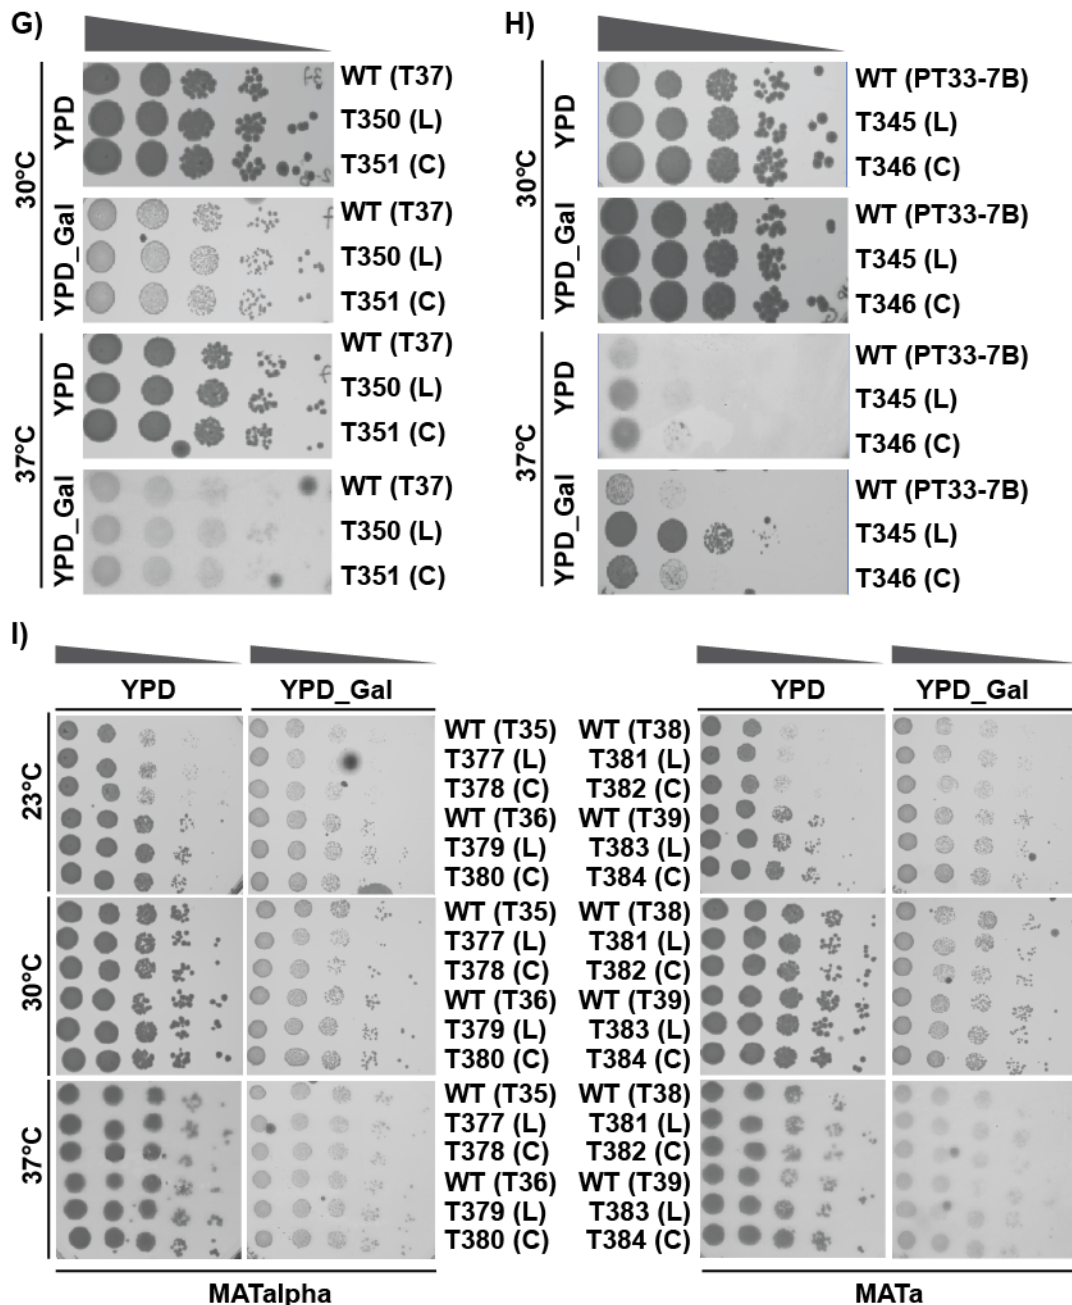 G)
30°C
YPD
WT (T37)
T350 (L)
T351 (C)
YPD_Gal
WT (T37)
T350 (L)
T351 (C)
37°C
YPD
WT (T37)
T350 (L)
T351 (C)
YPD_Gal
WT (T37)
T350 (L)
T351 (C)
H)
30°C
YPD
WT (PT33-7B)
T345 (L)
T346 (C)
YPD_Gal
WT (PT33-7B)
T345 (L)
T346 (C)
37°C
YPD
WT (PT33-7B)
T345 (L)
T346 (C)
YPD_Gal
WT (PT33-7B)
T345 (L)
T346 (C)
I)
YPD YPD_Gal YPD YPD_Gal
23°C
WT (T35) WT (T38)
T377 (L) T381 (L)
T378 (C) T382 (C)
WT (T36) WT (T39)
T379 (L) T383 (L)
T380 (C) T384 (C)
30°C
WT (T35) WT (T38)
T377 (L) T381 (L)
T378 (C) T382 (C)
WT (T36) WT (T39)
T379 (L) T383 (L)
T380 (C) T384 (C)
37°C
WT (T35) WT (T38)
T377 (L) T381 (L)
T378 (C) T382 (C)
WT (T36) WT (T39)
T379 (L) T383 (L)
T380 (C) T384 (C)
MATalpha MATa